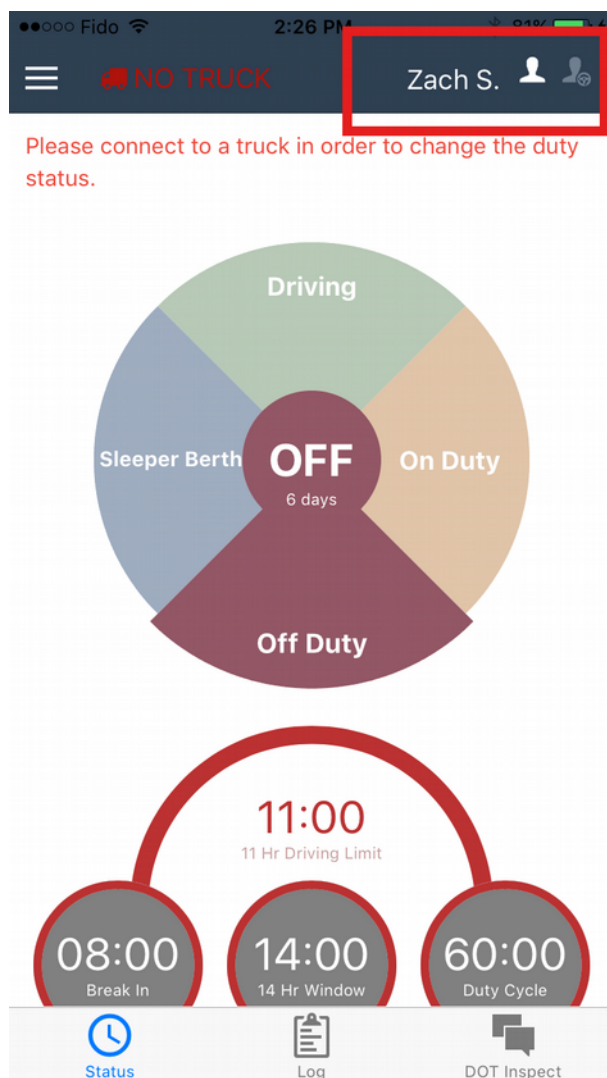 Fido 2:26 PM 81%
NO TRUCK Zach S.
Please connect to a truck in order to change the duty
status.
Driving
Sleeper Berth OFF On Duty
6 days
Off Duty
11:00
11 Hr Driving Limit
08:00 14:00 60:00
Break In 14 Hr Window Duty Cycle
Status Log DOT Inspect